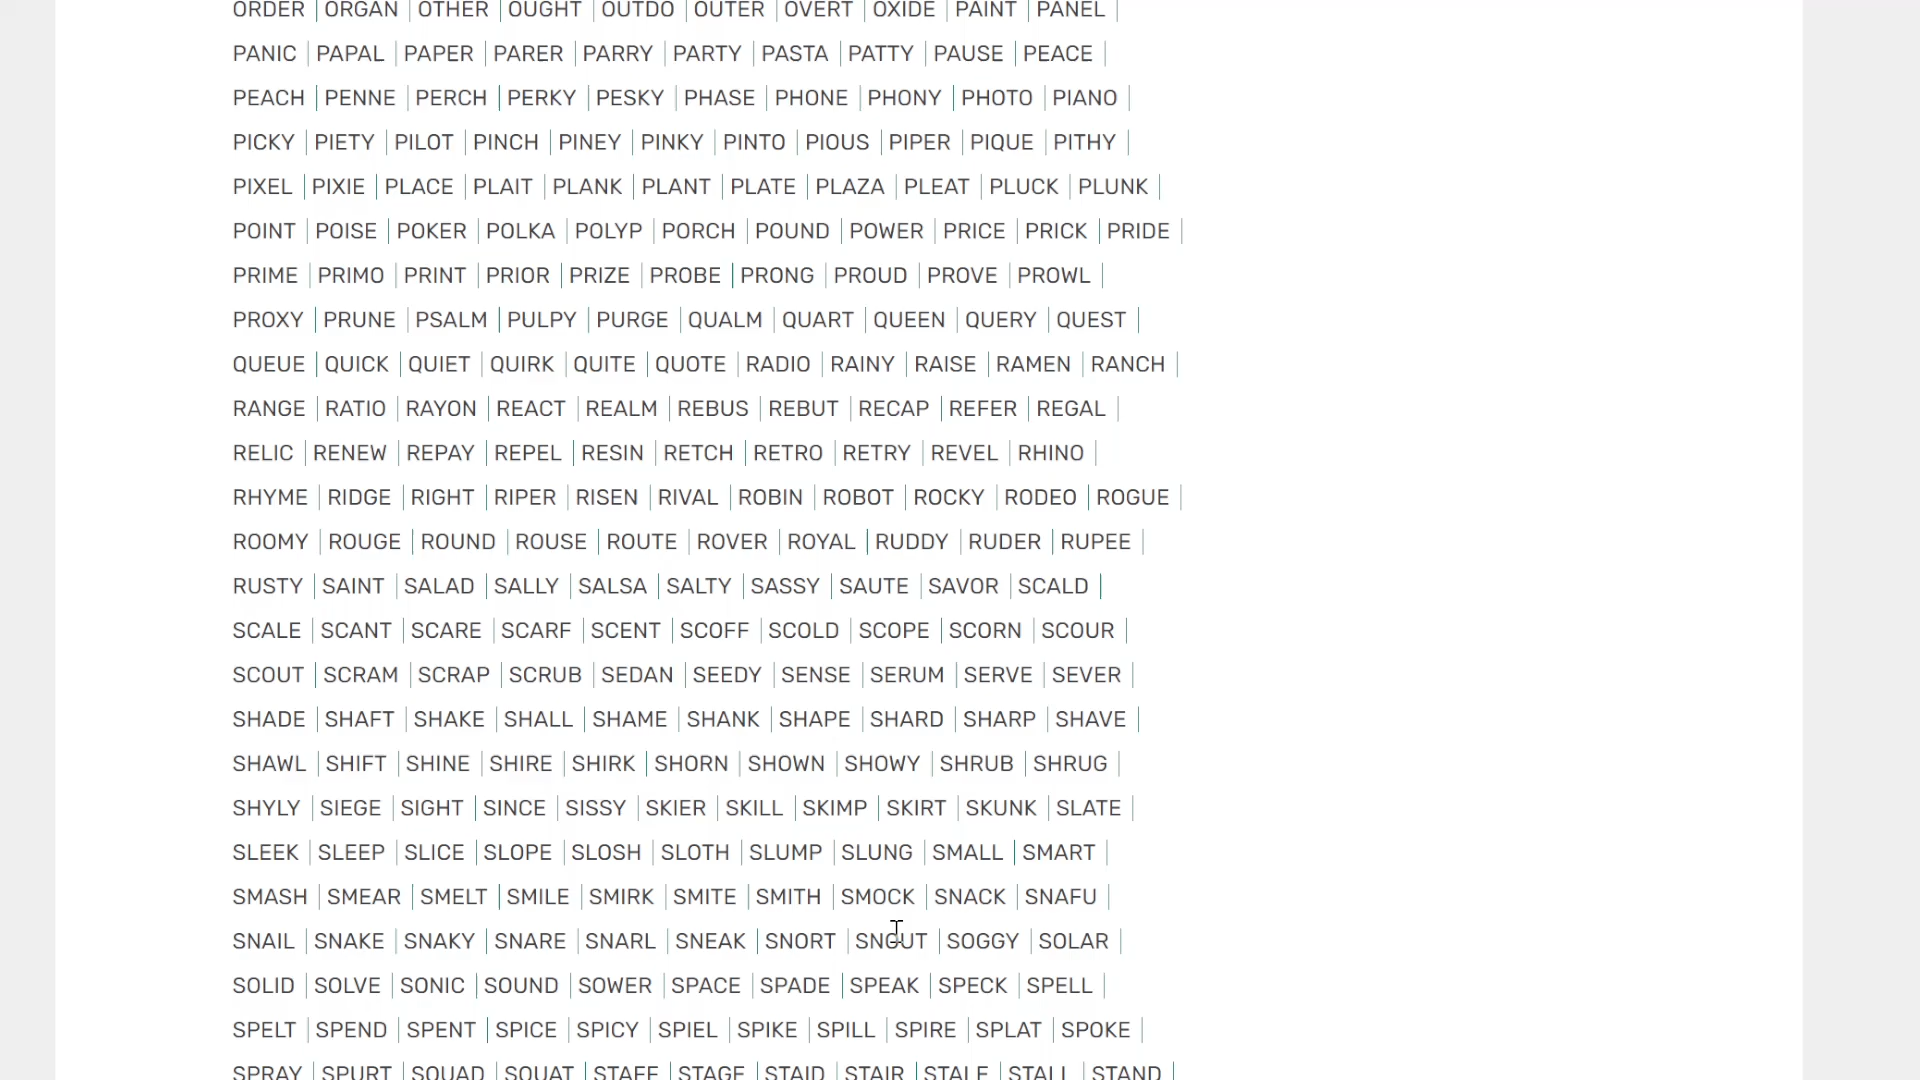 ORDER | ORGAN | OTHER | OUGHT | OUTDO | OUTER | OVERT | OXIDE | PAINT | PANEL |
PANIC | PAPAL | PAPER | PARER | PARRY | PARTY | PASTA | PATTY | PAUSE | PEACE |
PEACH | PENNE | PERCH | PERKY | PESKY | PHASE | PHONE | PHONY | PHOTO | PIANO |
PICKY | PIETY | PILOT | PINCH | PINEY | PINKY | PINTO | PIOUS | PIPER | PIQUE | PITHY |
PIXEL | PIXIE | PLACE | PLAIT | PLANK | PLANT | PLATE | PLAZA | PLEAT | PLUCK | PLUNK |
POINT | POISE | POKER | POLKA | POLYP | PORCH | POUND | POWER | PRICE | PRICK | PRIDE |
PRIME | PRIMO | PRINT | PRIOR | PRIZE | PROBE | PRONG | PROUD | PROVE | PROWL |
PROXY | PRUNE | PSALM | PULPY | PURGE | QUALM | QUART | QUEEN | QUERY | QUEST |
QUEUE | QUICK | QUIET | QUIRK | QUITE | QUOTE | RADIO | RAINY | RAISE | RAMEN | RANCH |
RANGE | RATIO | RAYON | REACT | REALM | REBUS | REBUT | RECAP | REFER | REGAL |
RELIC | RENEW | REPAY | REPEL | RESIN | RETCH | RETRO | RETRY | REVEL | RHINO |
RHYME | RIDGE | RIGHT | RIPER | RISEN | RIVAL | ROBIN | ROBOT | ROCKY | RODEO | ROGUE |
ROOMY | ROUGE | ROUND | ROUSE | ROUTE | ROVER | ROYAL | RUDDY | RUDER | RUPEE |
RUSTY | SAINT | SALAD | SALLY | SALSA | SALTY | SASSY | SAUTE | SAVOR | SCALD |
SCALE | SCANT | SCARE | SCARF | SCENT | SCOFF | SCOLD | SCOPE | SCORN | SCOUR |
SCOUT | SCRAM | SCRAP | SCRUB | SEDAN | SEEDY | SENSE | SERUM | SERVE | SEVER |
SHADE | SHAFT | SHAKE | SHALL | SHAME | SHANK | SHAPE | SHARD | SHARP | SHAVE |
SHAWL | SHIFT | SHINE | SHIRE | SHIRK | SHORN | SHOWN | SHOWY | SHRUB | SHRUG |
SHYLY | SIEGE | SIGHT | SINCE | SISSY | SKIER | SKILL | SKIMP | SKIRT | SKUNK | SLATE |
SLEEK | SLEEP | SLICE | SLOPE | SLOSH | SLOTH | SLUMP | SLUNG | SMALL | SMART |
SMASH | SMEAR | SMELT | SMILE | SMIRK | SMITE | SMITH | SMOCK | SNACK | SNAFU |
SNAIL | SNAKE | SNAKY | SNARE | SNARL | SNEAK | SNORT | SNOUT | SOGGY | SOLAR |
SOLID | SOLVE | SONIC | SOUND | SOWER | SPACE | SPADE | SPEAK | SPECK | SPELL |
SPELT | SPEND | SPENT | SPICE | SPICY | SPIEL | SPIKE | SPILL | SPIRE | SPLAT | SPOKE |
SPRAY | SPURT | SQUAD | SQUAT | STAFF | STAGE | STAID | STAIR | STALE | STALL | STAND |